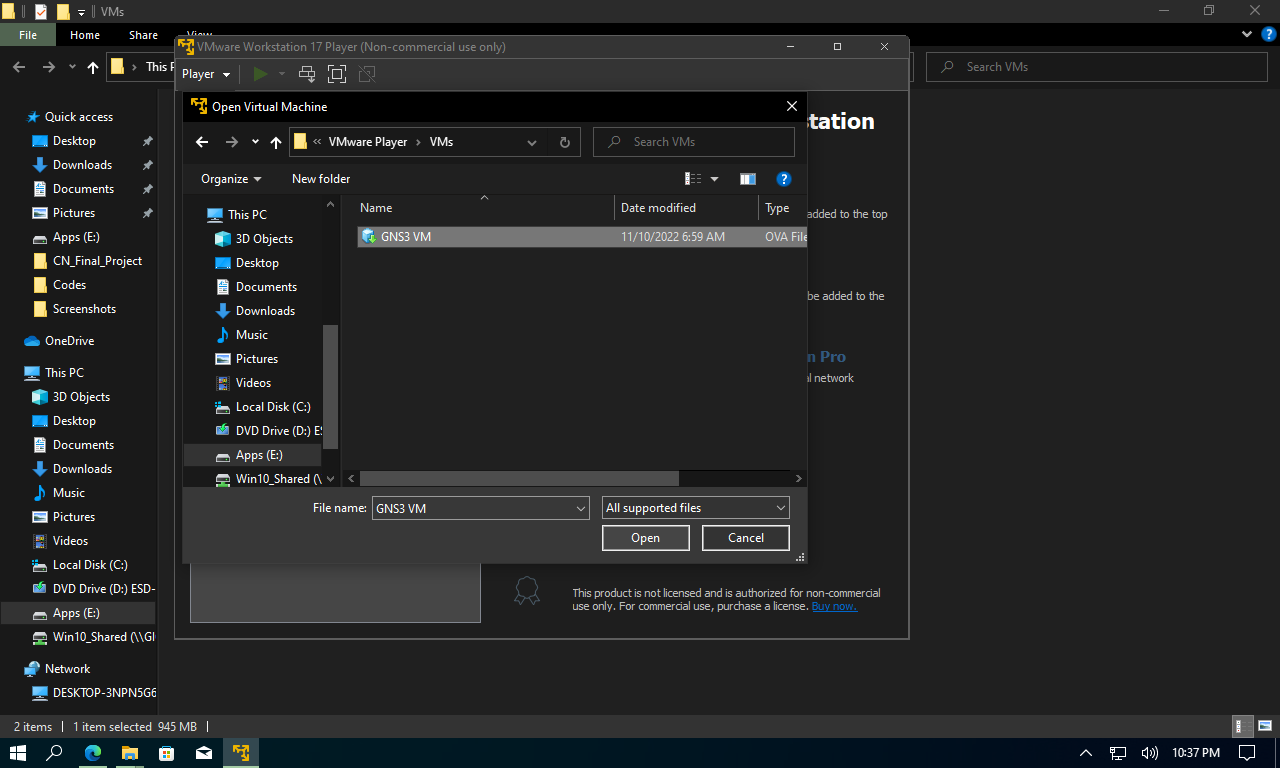 VMs
File Home Share View
This P
Search VMs
VMware Workstation 17 Player (Non-commercial use only)
Player
Open Virtual Machine
VMware Player › VMs
Search VMs
Organize New folder
Name Date modified Type
GNS3 VM 11/10/2022 6:59 AM OVA File
This PC
3D Objects
Desktop
Documents
Downloads
Music
Pictures
Videos
Local Disk (C:)
DVD Drive (D:) ES
Apps (E:)
Win10_Shared (\
File name: GNS3 VM All supported files
Open Cancel
station
added to the top
be added to the
n Pro
l network
This product is not licensed and is authorized for non-commercial
use only. For commercial use, purchase a license. Buy now.
Quick access
Desktop
Downloads
Documents
Pictures
Apps (E:)
CN_Final_Project
Codes
Screenshots
OneDrive
This PC
3D Objects
Desktop
Documents
Downloads
Music
Pictures
Videos
Local Disk (C:)
DVD Drive (D:) ESD-
Apps (E:)
Win10_Shared (\\Gl
Network
DESKTOP-3NPN5G6
2 items 1 item selected 945 MB
10:37 PM